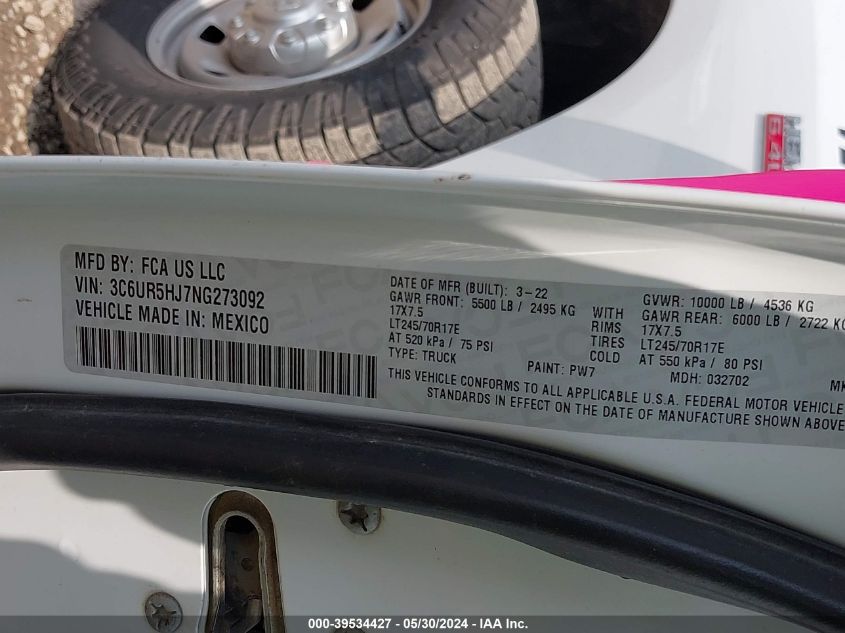 MFD BY: FCA US LLC
VIN: 3C6UR5HJ7NG273092
VEHICLE MADE IN: MEXICO
DATE OF MFR (BUILT): 3-22
GAWR FRONT: 5500 LB / 2495 KG
17X7.5
LT245/70R17E
AT 520 kPa / 75 PSI
TYPE: TRUCK
PAINT: PW7
WITH
RIMS
TIRES
COLD
GVWR: 10000 LB / 4536 KG
GAWR REAR: 6000 LB / 2722 KG
17X7.5
LT245/70R17E
AT 550 kPa / 80 PSI
MDH: 032702
THIS VEHICLE CONFORMS TO ALL APPLICABLE U.S.A. FEDERAL MOTOR VEHICLE
STANDARDS IN EFFECT ON THE DATE OF MANUFACTURE SHOWN ABOVE
000-39534427 - 05/30/2024 - IAA Inc.